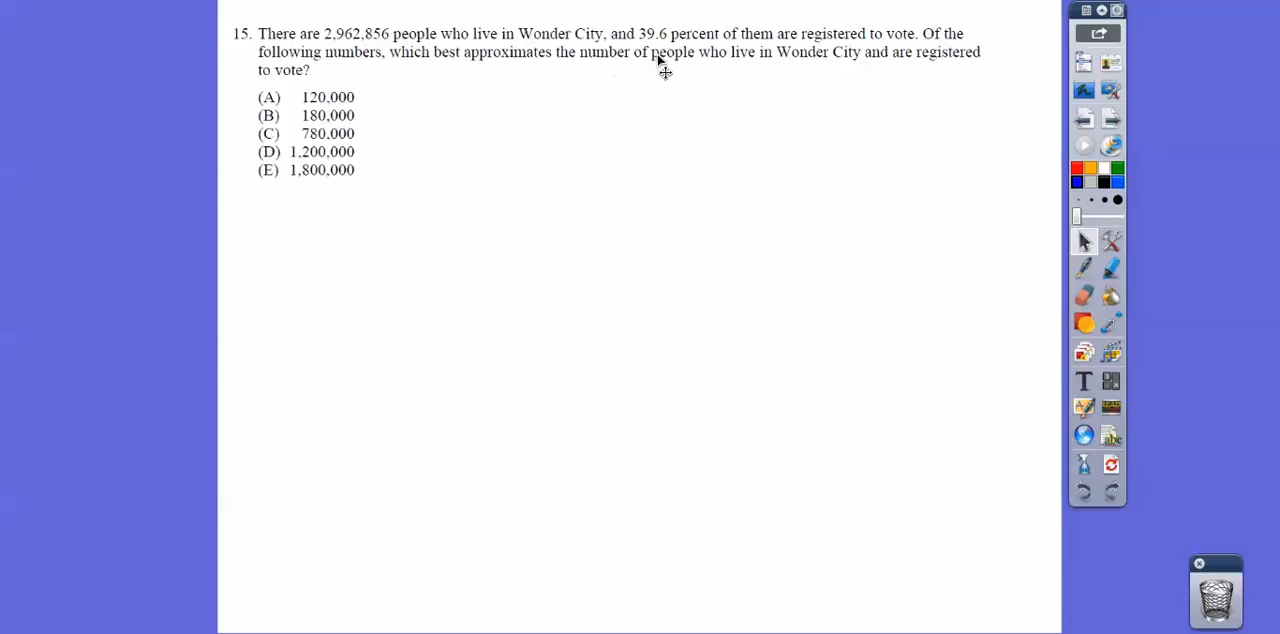 15. There are 2,962,856 people who live in Wonder City, and 39.6 percent of them are registered to vote. Of the
following numbers, which best approximates the number of people who live in Wonder City and are registered
to vote?
(A) 120,000
(B) 180,000
(C) 780,000
(D) 1,200,000
(E) 1,800,000
T
abc